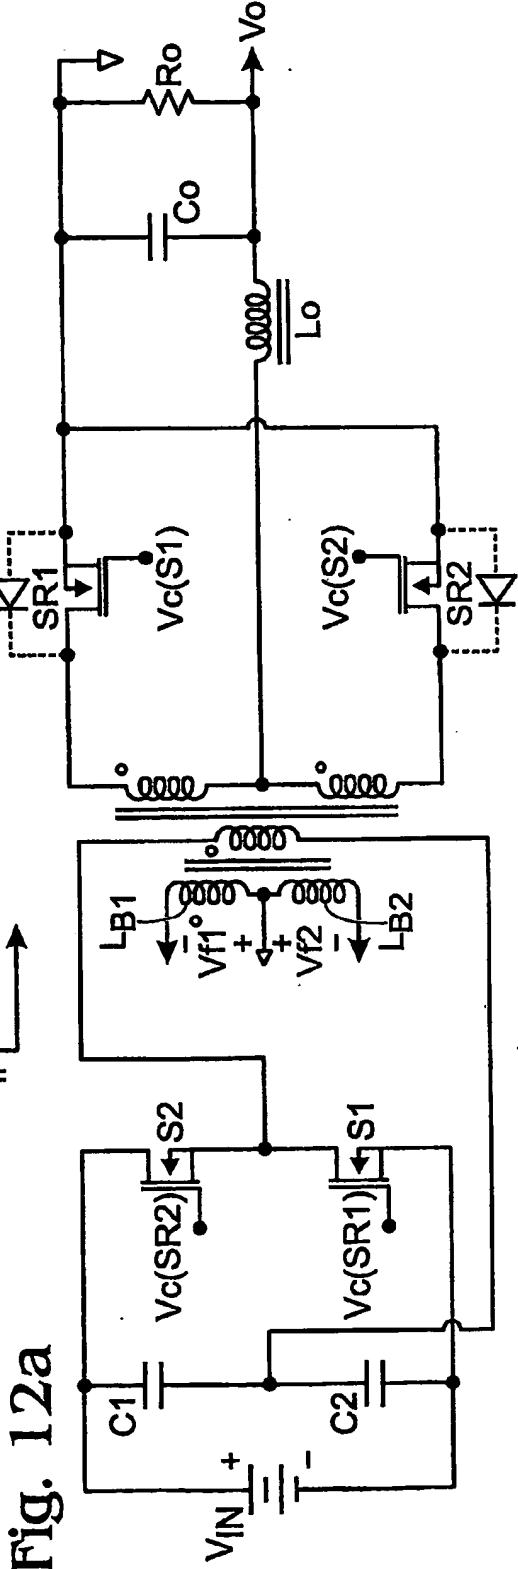 Fig. 12a
VIN
+
-
C1
C2
Vc(SR2)
S2
Vc(SR1)
S1
LB1
- Vf1 +
+ Vf2 -
LB2
SR1
Vc(S1)
Vc(S2)
SR2
Lo
Co
Ro
Vo